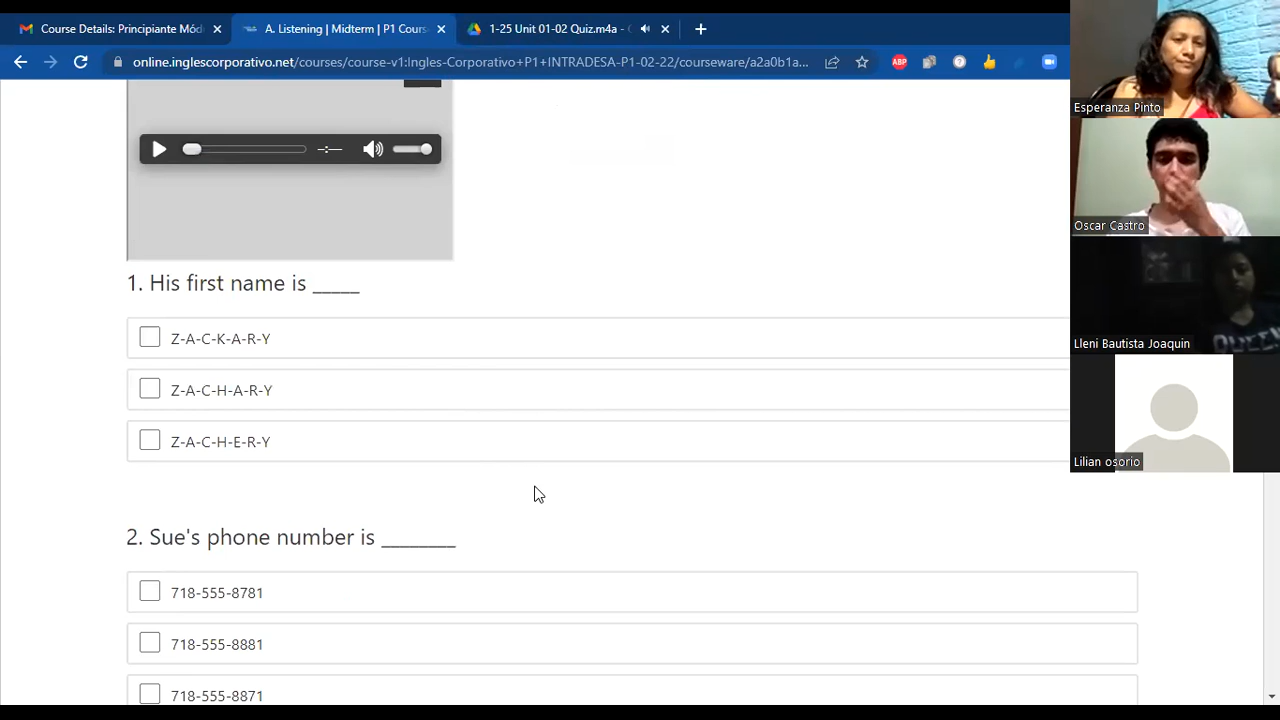 Course Details: Principiante Mód
A. Listening | Midterm | P1 Cours
1-25 Unit 01-02 Quiz.m4a - G
online.inglescorporativo.net/courses/course-v1:Ingles-Corporativo+P1+INTRADESA-P1-02-22/courseware/a2a0b1a...
ABP
Esperanza Pinto
Oscar Castro
Lleni Bautista Joaquin
Lilian osorio
-:--
1. His first name is _____
Z-A-C-K-A-R-Y
Z-A-C-H-A-R-Y
Z-A-C-H-E-R-Y
2. Sue's phone number is ________
718-555-8781
718-555-8881
718-555-8871